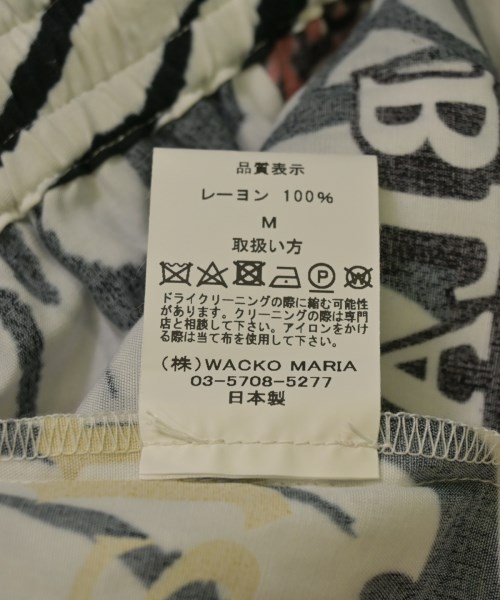 品質表示
レーヨン 100%
M
取扱い方
ドライクリーニングの際に縮む可能性
があります。クリーニングの際は専門
店と相談して下さい。アイロンをかけ
る際は当て布を使用して下さい。
(株)WACKO MARIA
03-5708-5277
日本製